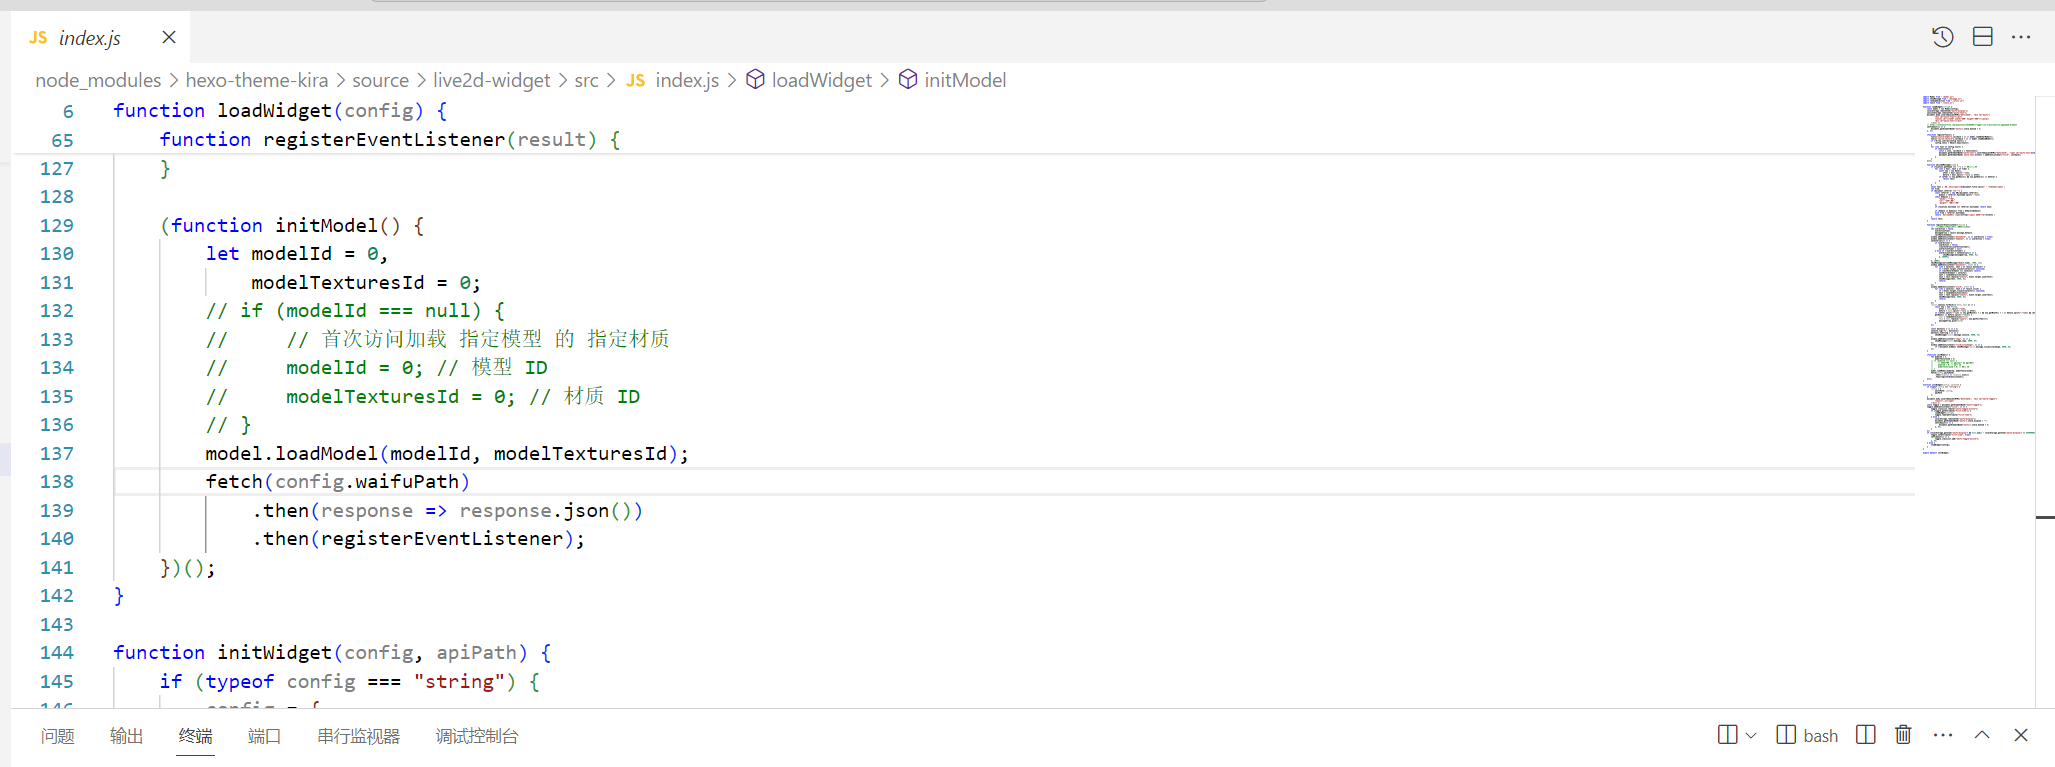 JS index.js
node_modules > hexo-theme-kira > source > live2d-widget > src > JS index.js > loadWidget > initModel
6 function loadWidget(config) {
65 function registerEventListener(result) {
127 }
128
129 (function initModel() {
130 let modelId = 0,
131 modelTexturesId = 0;
132 // if (modelId === null) {
133 // // 首次访问加载 指定模型 的 指定材质
134 // modelId = 0; // 模型 ID
135 // modelTexturesId = 0; // 材质 ID
136 // }
137 model.loadModel(modelId, modelTexturesId);
138 fetch(config.waifuPath)
139 .then(response => response.json())
140 .then(registerEventListener);
141 })();
142 }
143
144 function initWidget(config, apiPath) {
145 if (typeof config === "string") {
146 config = {
问题 输出 终端 端口 串行监视器 调试控制台 bash